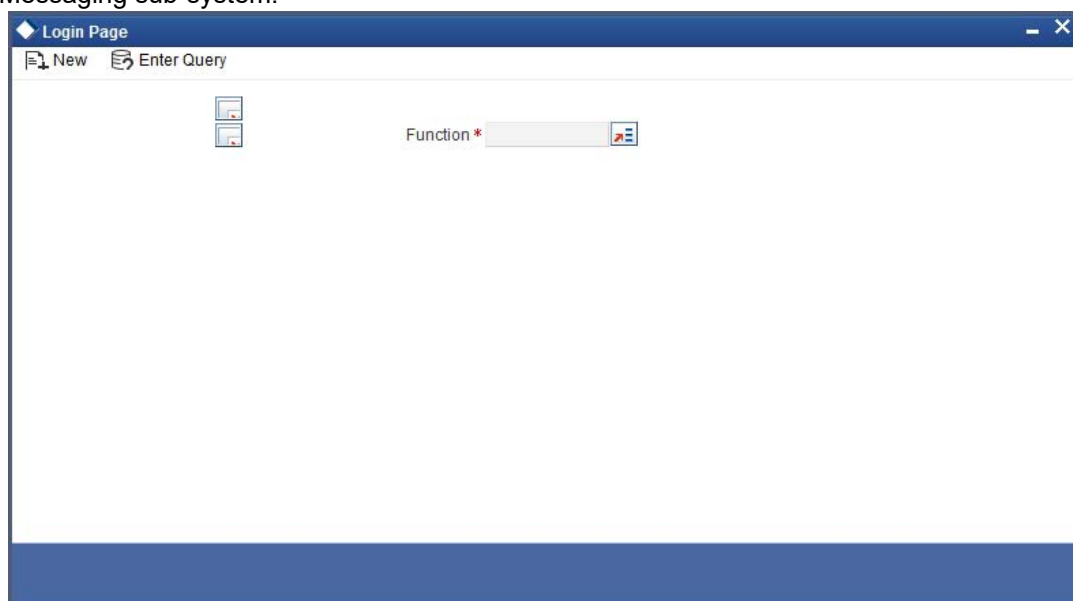 Messaging sub-system.
Login Page
New Enter Query
Function *